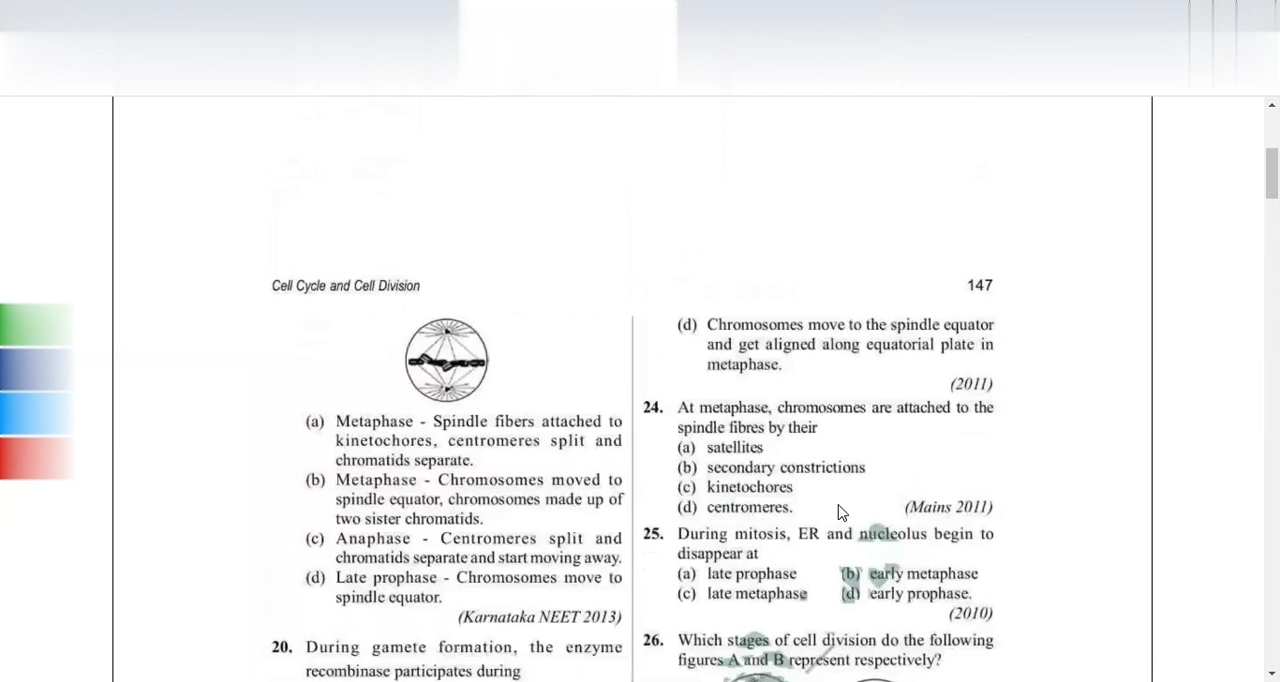 Cell Cycle and Cell Division
147
(a) Metaphase - Spindle fibers attached to
kinetochores, centromeres split and
chromatids separate.
(b) Metaphase - Chromosomes moved to
spindle equator, chromosomes made up of
two sister chromatids.
(c) Anaphase - Centromeres split and
chromatids separate and start moving away.
(d) Late prophase - Chromosomes move to
spindle equator.
(Karnataka NEET 2013)
20. During gamete formation, the enzyme
recombinase participates during
(d) Chromosomes move to the spindle equator
and get aligned along equatorial plate in
metaphase.
(2011)
24. At metaphase, chromosomes are attached to the
spindle fibres by their
(a) satellites
(b) secondary constrictions
(c) kinetochores
(d) centromeres. (Mains 2011)
25. During mitosis, ER and nucleolus begin to
disappear at
(a) late prophase (b) early metaphase
(c) late metaphase (d) early prophase.
(2010)
26. Which stages of cell division do the following
figures A and B represent respectively?